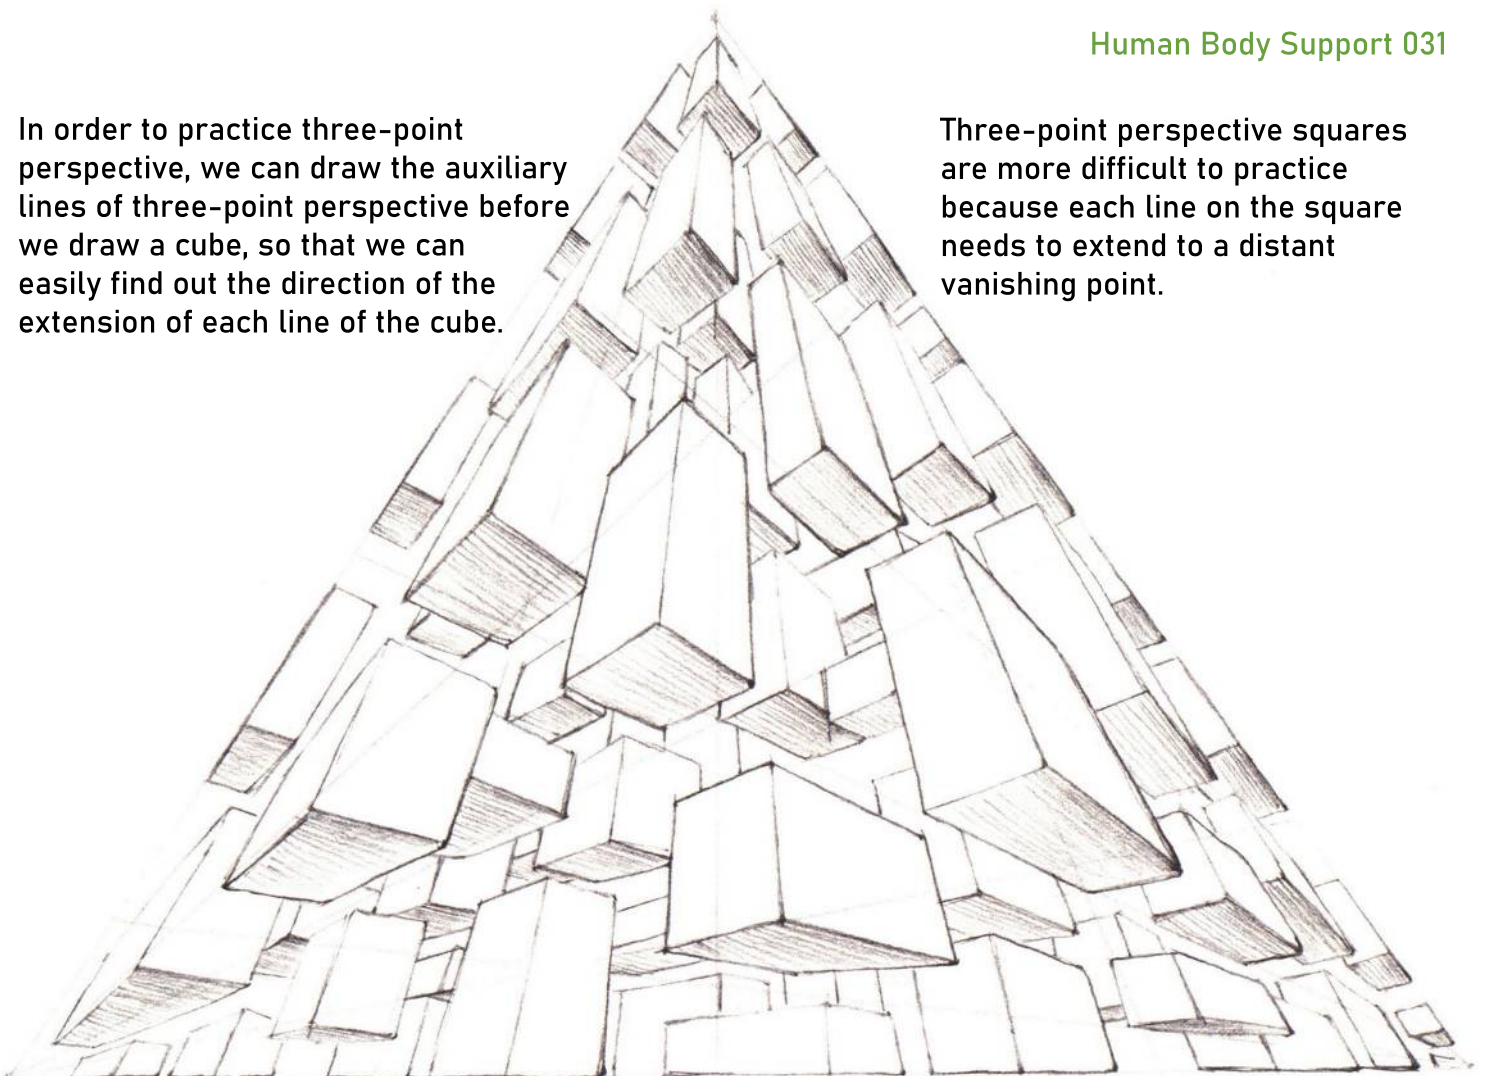 Human Body Support 031
In order to practice three-point
perspective, we can draw the auxiliary
lines of three-point perspective before
we draw a cube, so that we can
easily find out the direction of the
extension of each line of the cube.
Three-point perspective squares
are more difficult to practice
because each line on the square
needs to extend to a distant
vanishing point.